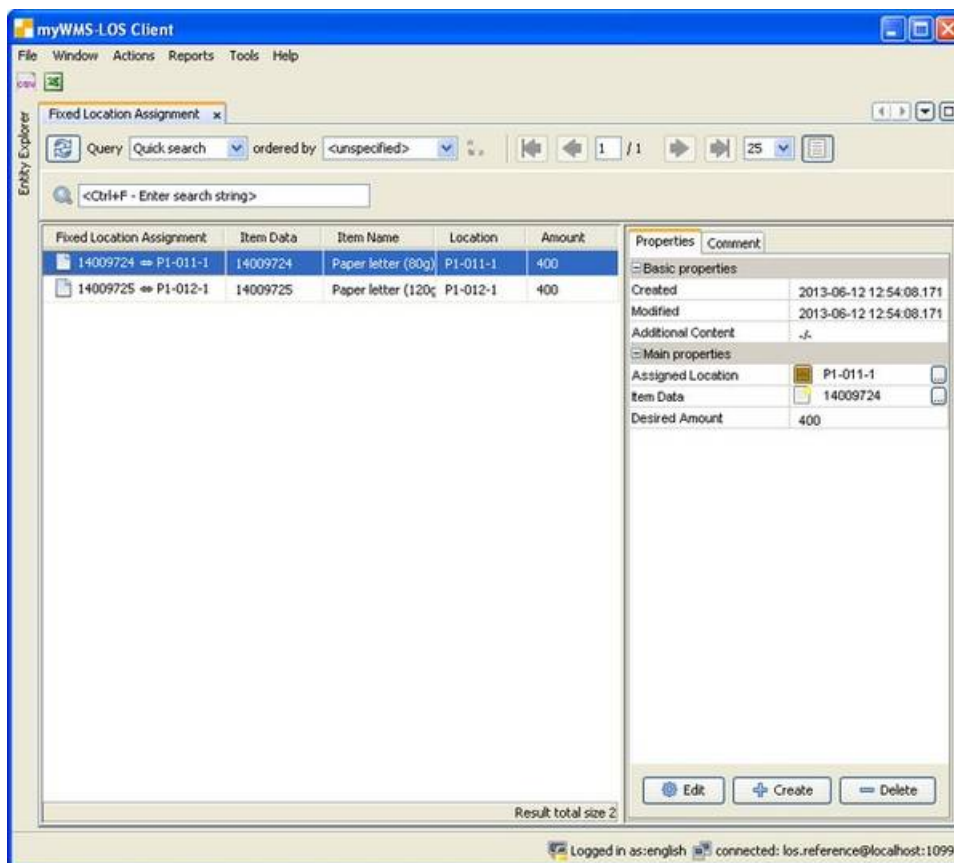 myWMS-LOS Client
File Window Actions Reports Tools Help
csv
Entity Explorer
Fixed Location Assignment x
Query Quick search ordered by <unspecified> 1 / 1 25
<Ctrl+F - Enter search string>
Fixed Location Assignment Item Data Item Name Location Amount
14009724 ⇔ P1-011-1 14009724 Paper letter (80g) P1-011-1 400
14009725 ⇔ P1-012-1 14009725 Paper letter (120g P1-012-1 400
Result total size 2
Properties Comment
Basic properties
Created 2013-06-12 12:54:08.171
Modified 2013-06-12 12:54:08.171
Additional Content -/-
Main properties
Assigned Location P1-011-1 ...
Item Data 14009724 ...
Desired Amount 400
Edit Create Delete
Logged in as:english connected: los.reference@localhost:1099